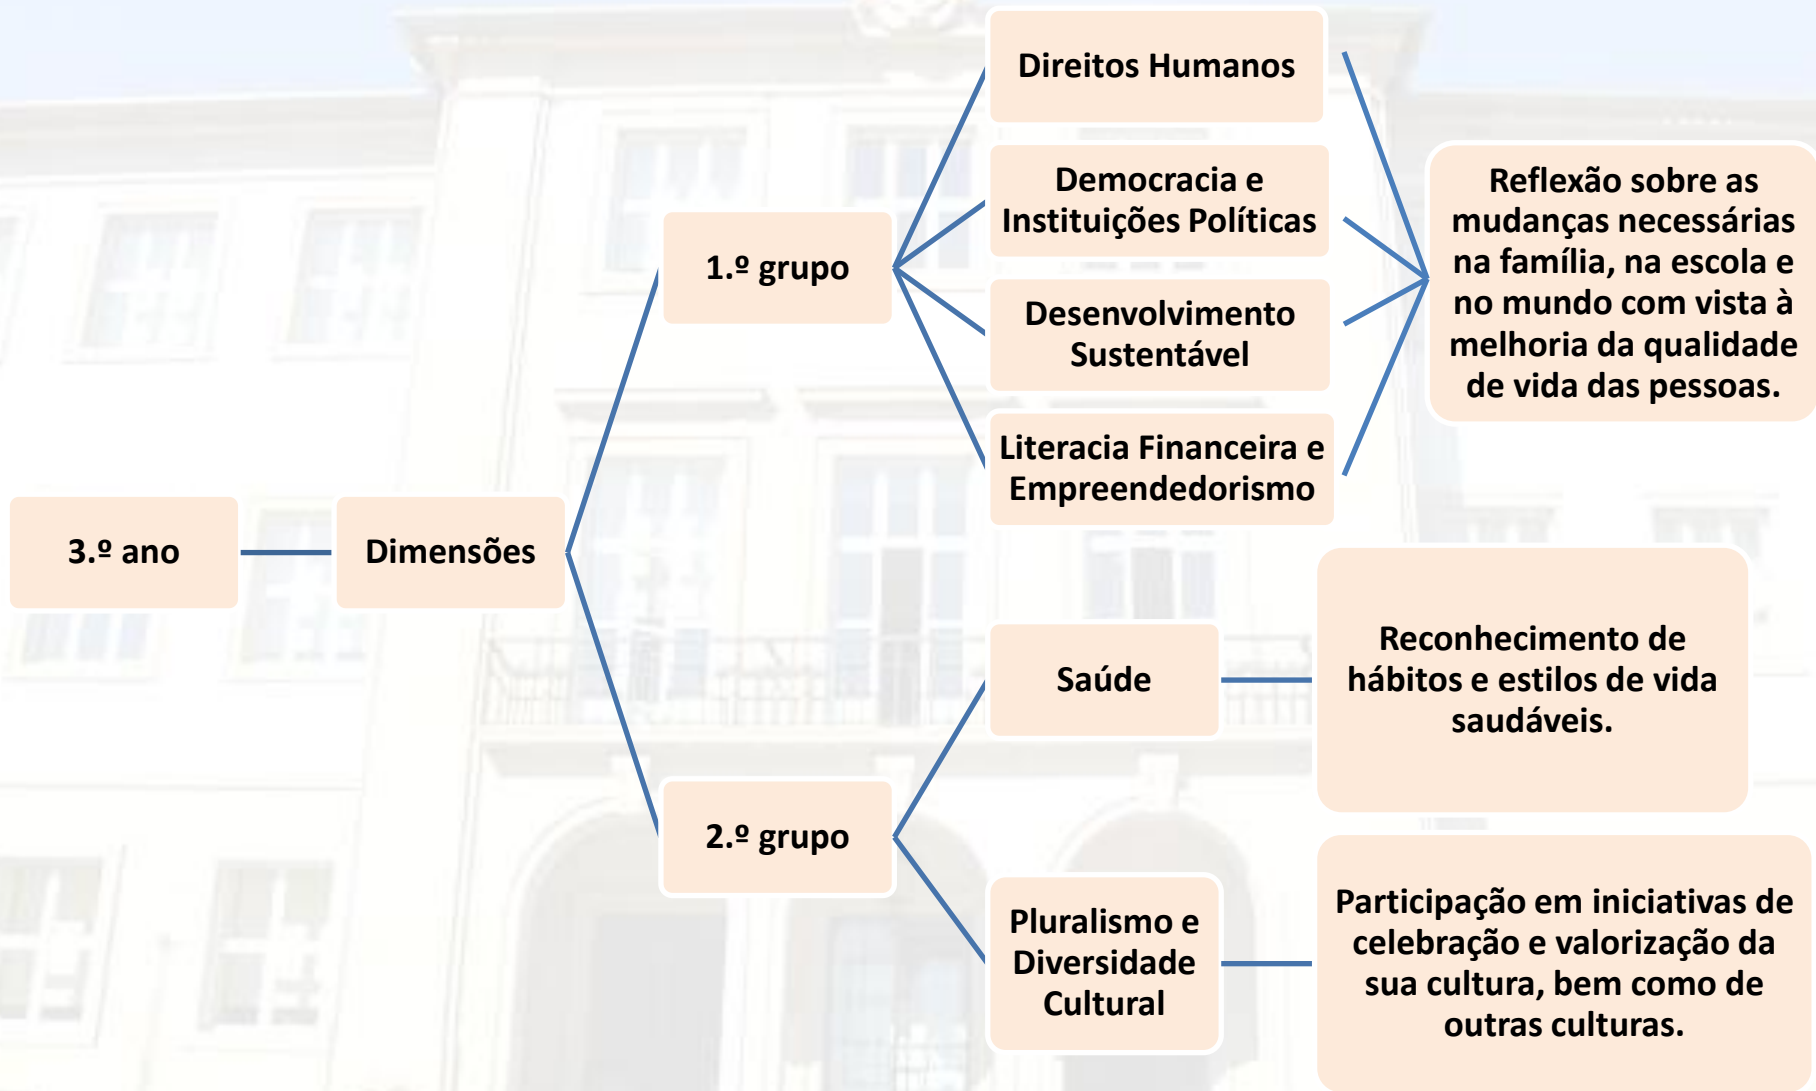 3.º ano
Dimensões
1.º grupo
Direitos Humanos
Democracia e
Instituições Políticas
Desenvolvimento
Sustentável
Literacia Financeira e
Empreendedorismo
Reflexão sobre as
mudanças necessárias
na família, na escola e
no mundo com vista à
melhoria da qualidade
de vida das pessoas.
2.º grupo
Saúde
Reconhecimento de
hábitos e estilos de vida
saudáveis.
Pluralismo e
Diversidade
Cultural
Participação em iniciativas de
celebração e valorização da
sua cultura, bem como de
outras culturas.